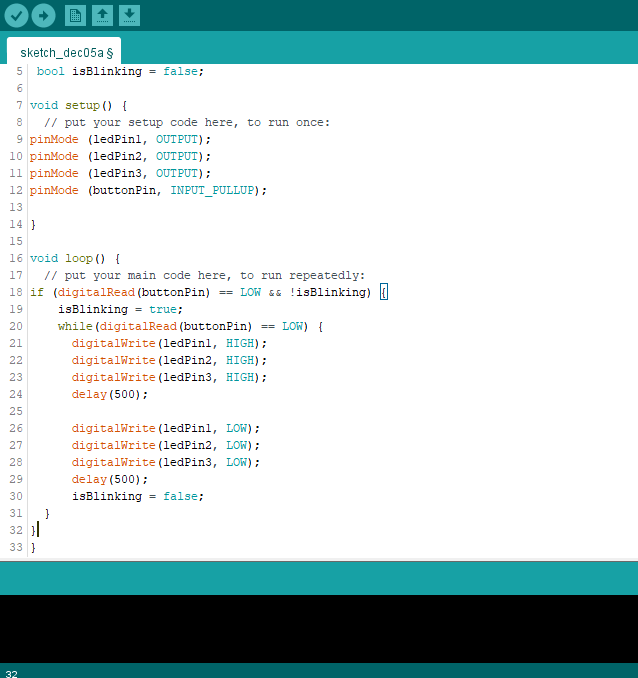 sketch_dec05a §
5 bool isBlinking = false;
6
7 void setup() {
8 // put your setup code here, to run once:
9 pinMode (ledPin1, OUTPUT);
10 pinMode (ledPin2, OUTPUT);
11 pinMode (ledPin3, OUTPUT);
12 pinMode (buttonPin, INPUT_PULLUP);
13
14 }
15
16 void loop() {
17 // put your main code here, to run repeatedly:
18 if (digitalRead(buttonPin) == LOW && !isBlinking) {
19 isBlinking = true;
20 while(digitalRead(buttonPin) == LOW) {
21 digitalWrite(ledPin1, HIGH);
22 digitalWrite(ledPin2, HIGH);
23 digitalWrite(ledPin3, HIGH);
24 delay(500);
25
26 digitalWrite(ledPin1, LOW);
27 digitalWrite(ledPin2, LOW);
28 digitalWrite(ledPin3, LOW);
29 delay(500);
30 isBlinking = false;
31 }
32 }
33 }
32